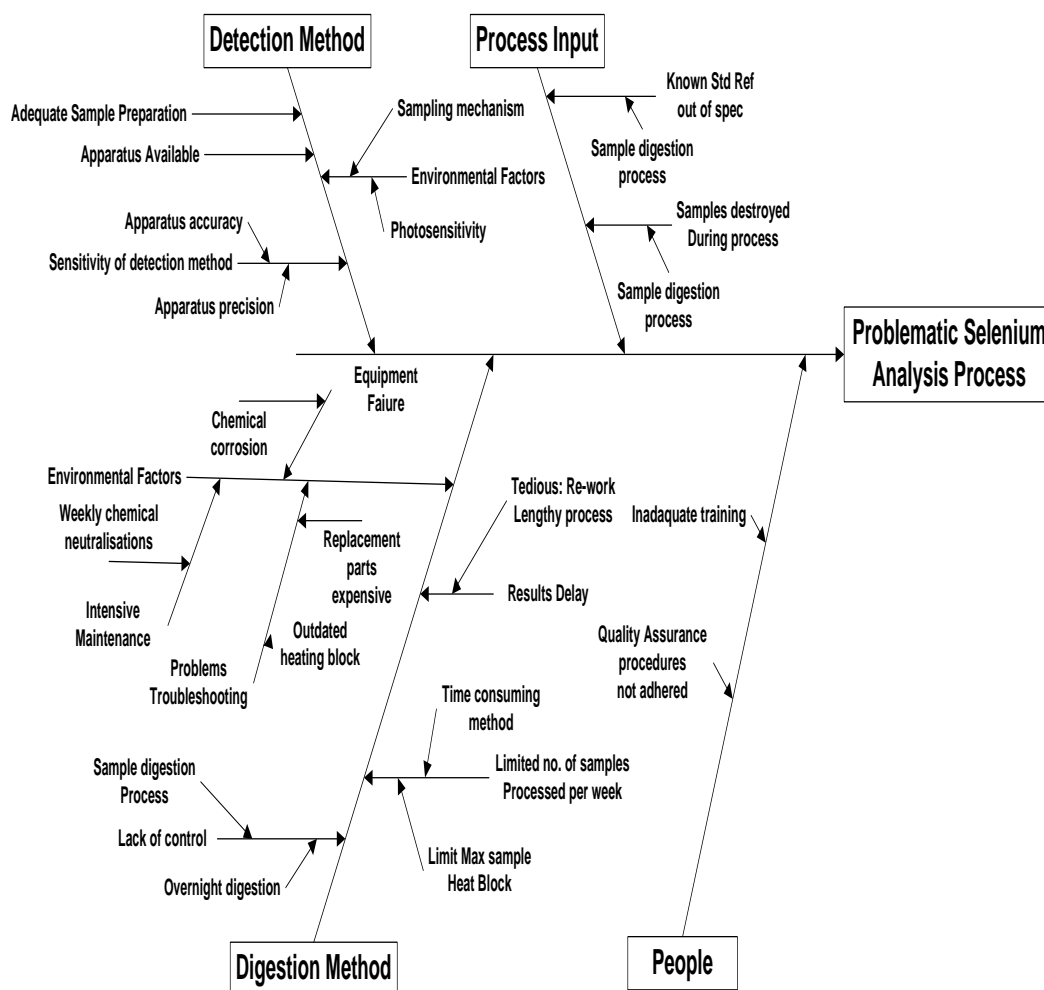 Detection Method
Process Input
Adequate Sample Preparation
Apparatus Available
Sampling mechanism
Environmental Factors
Photosensitivity
Apparatus accuracy
Sensitivity of detection method
Apparatus precision
Known Std Ref
out of spec
Sample digestion
process
Samples destroyed
During process
Sample digestion
process
Problematic Selenium
Analysis Process
Equipment
Faiure
Chemical
corrosion
Environmental Factors
Weekly chemical
neutralisations
Replacement
parts
expensive
Intensive
Maintenance
Outdated
heating block
Problems
Troubleshooting
Tedious: Re-work
Lengthy process
Results Delay
Inadaquate training
Quality Assurance
procedures
not adhered
Time consuming
method
Limited no. of samples
Processed per week
Limit Max sample
Heat Block
Sample digestion
Process
Lack of control
Overnight digestion
Digestion Method
People